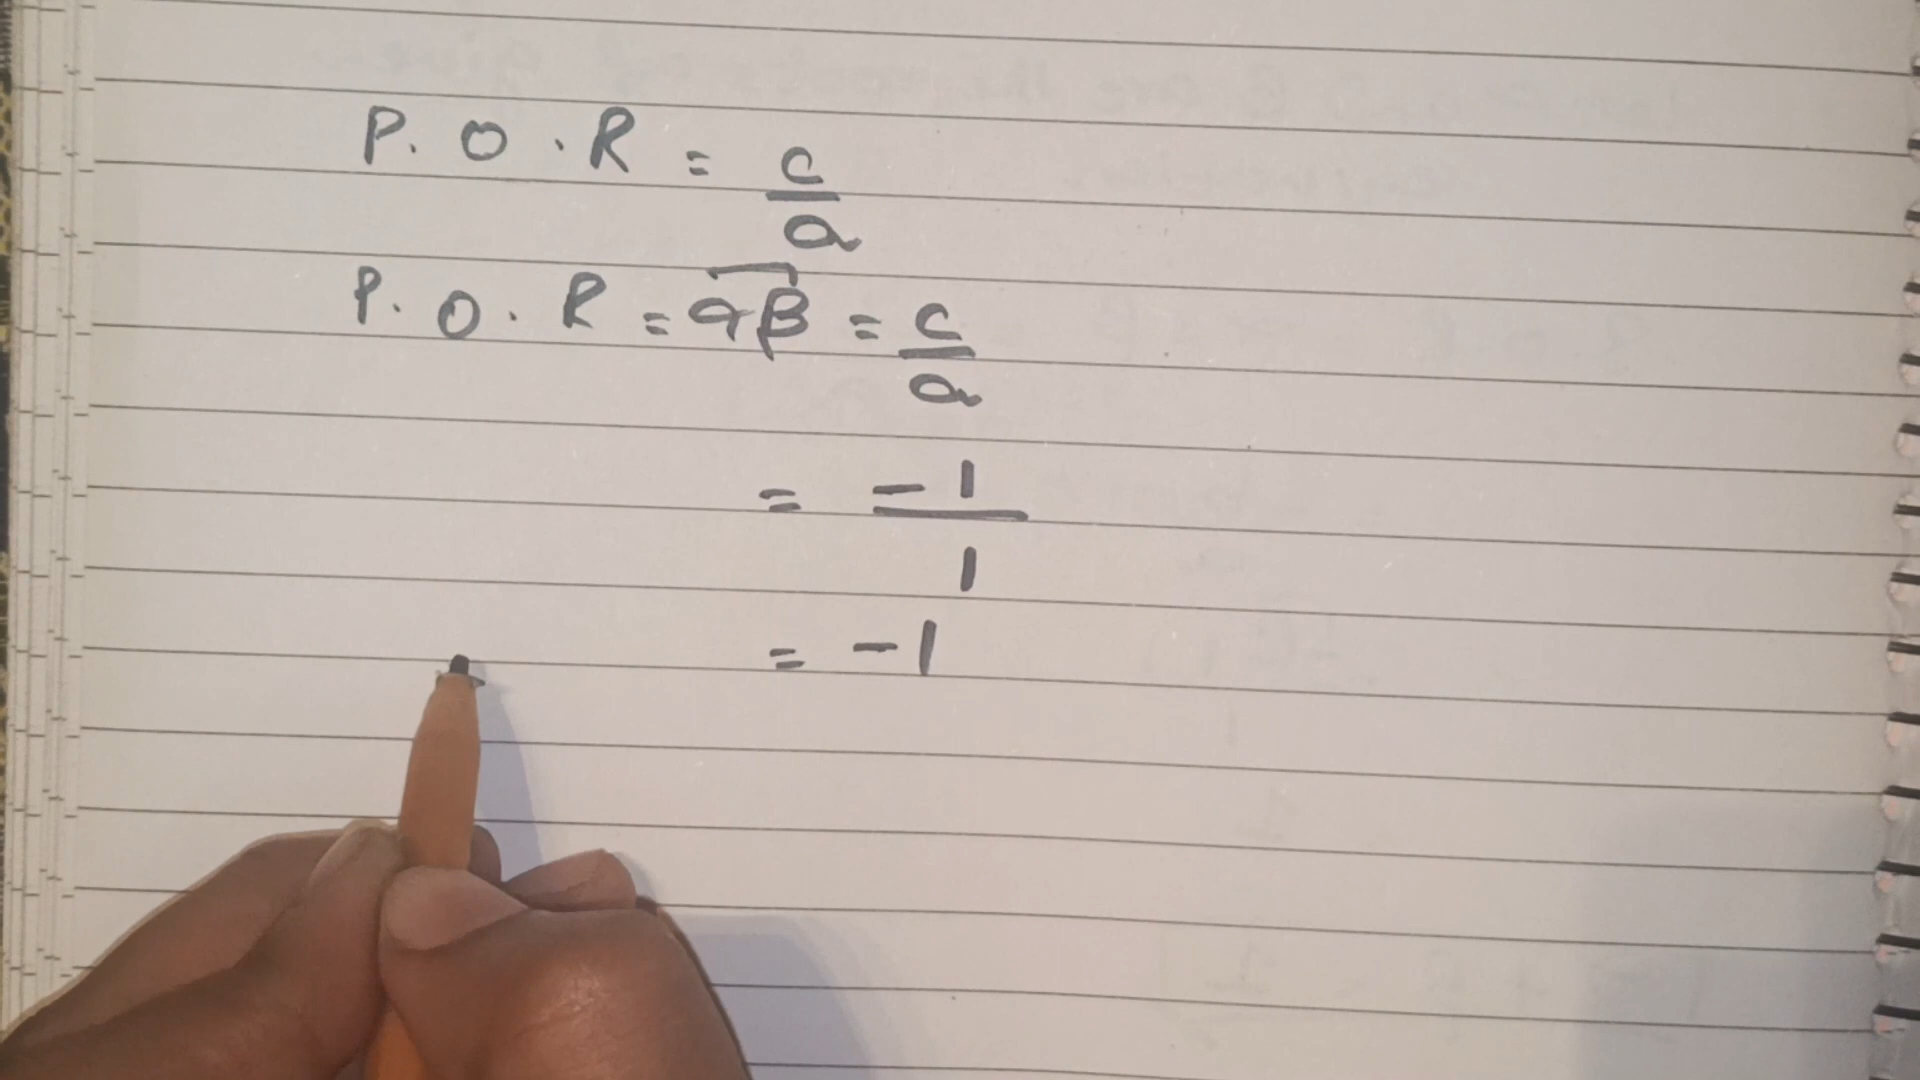 P. O. R = c/a
P. O. R = αβ = c/a
= -1/1
= -1